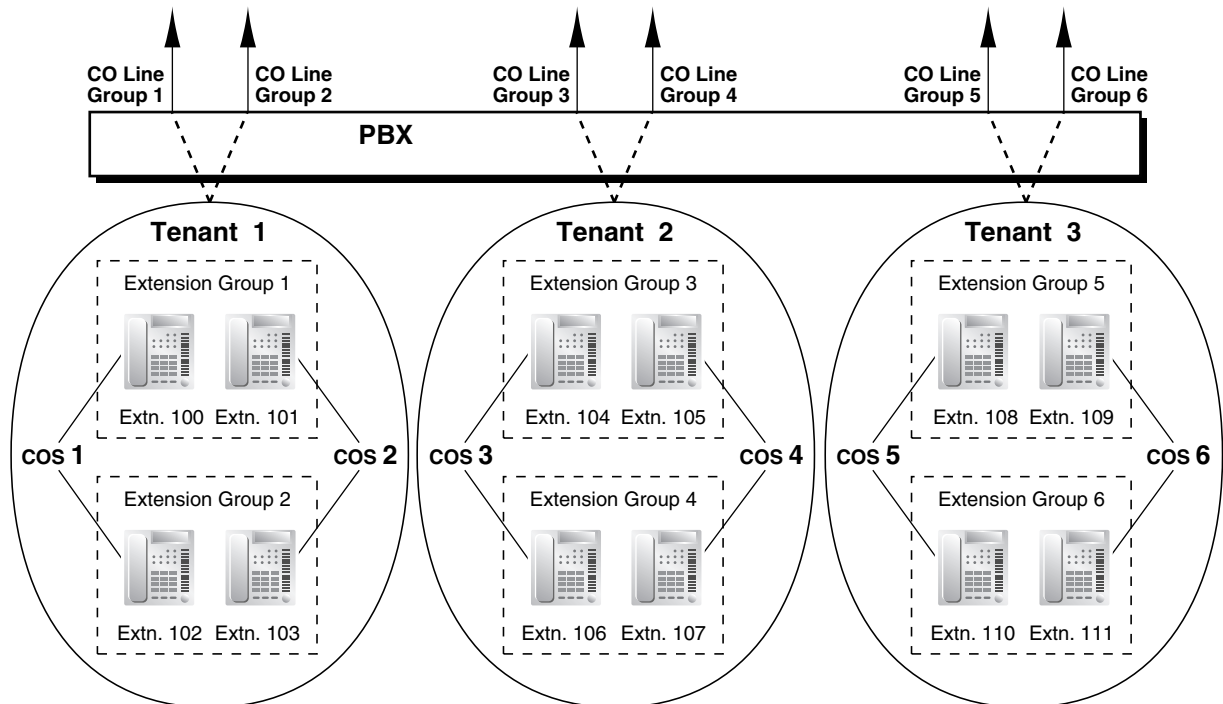 CO Line
Group 1
CO Line
Group 2
CO Line
Group 3
CO Line
Group 4
CO Line
Group 5
CO Line
Group 6
PBX
Tenant 1
Extension Group 1
Extn. 100 Extn. 101
COS 1
COS 2
Extension Group 2
Extn. 102 Extn. 103
Tenant 2
Extension Group 3
Extn. 104 Extn. 105
COS 3
COS 4
Extension Group 4
Extn. 106 Extn. 107
Tenant 3
Extension Group 5
Extn. 108 Extn. 109
COS 5
COS 6
Extension Group 6
Extn. 110 Extn. 111